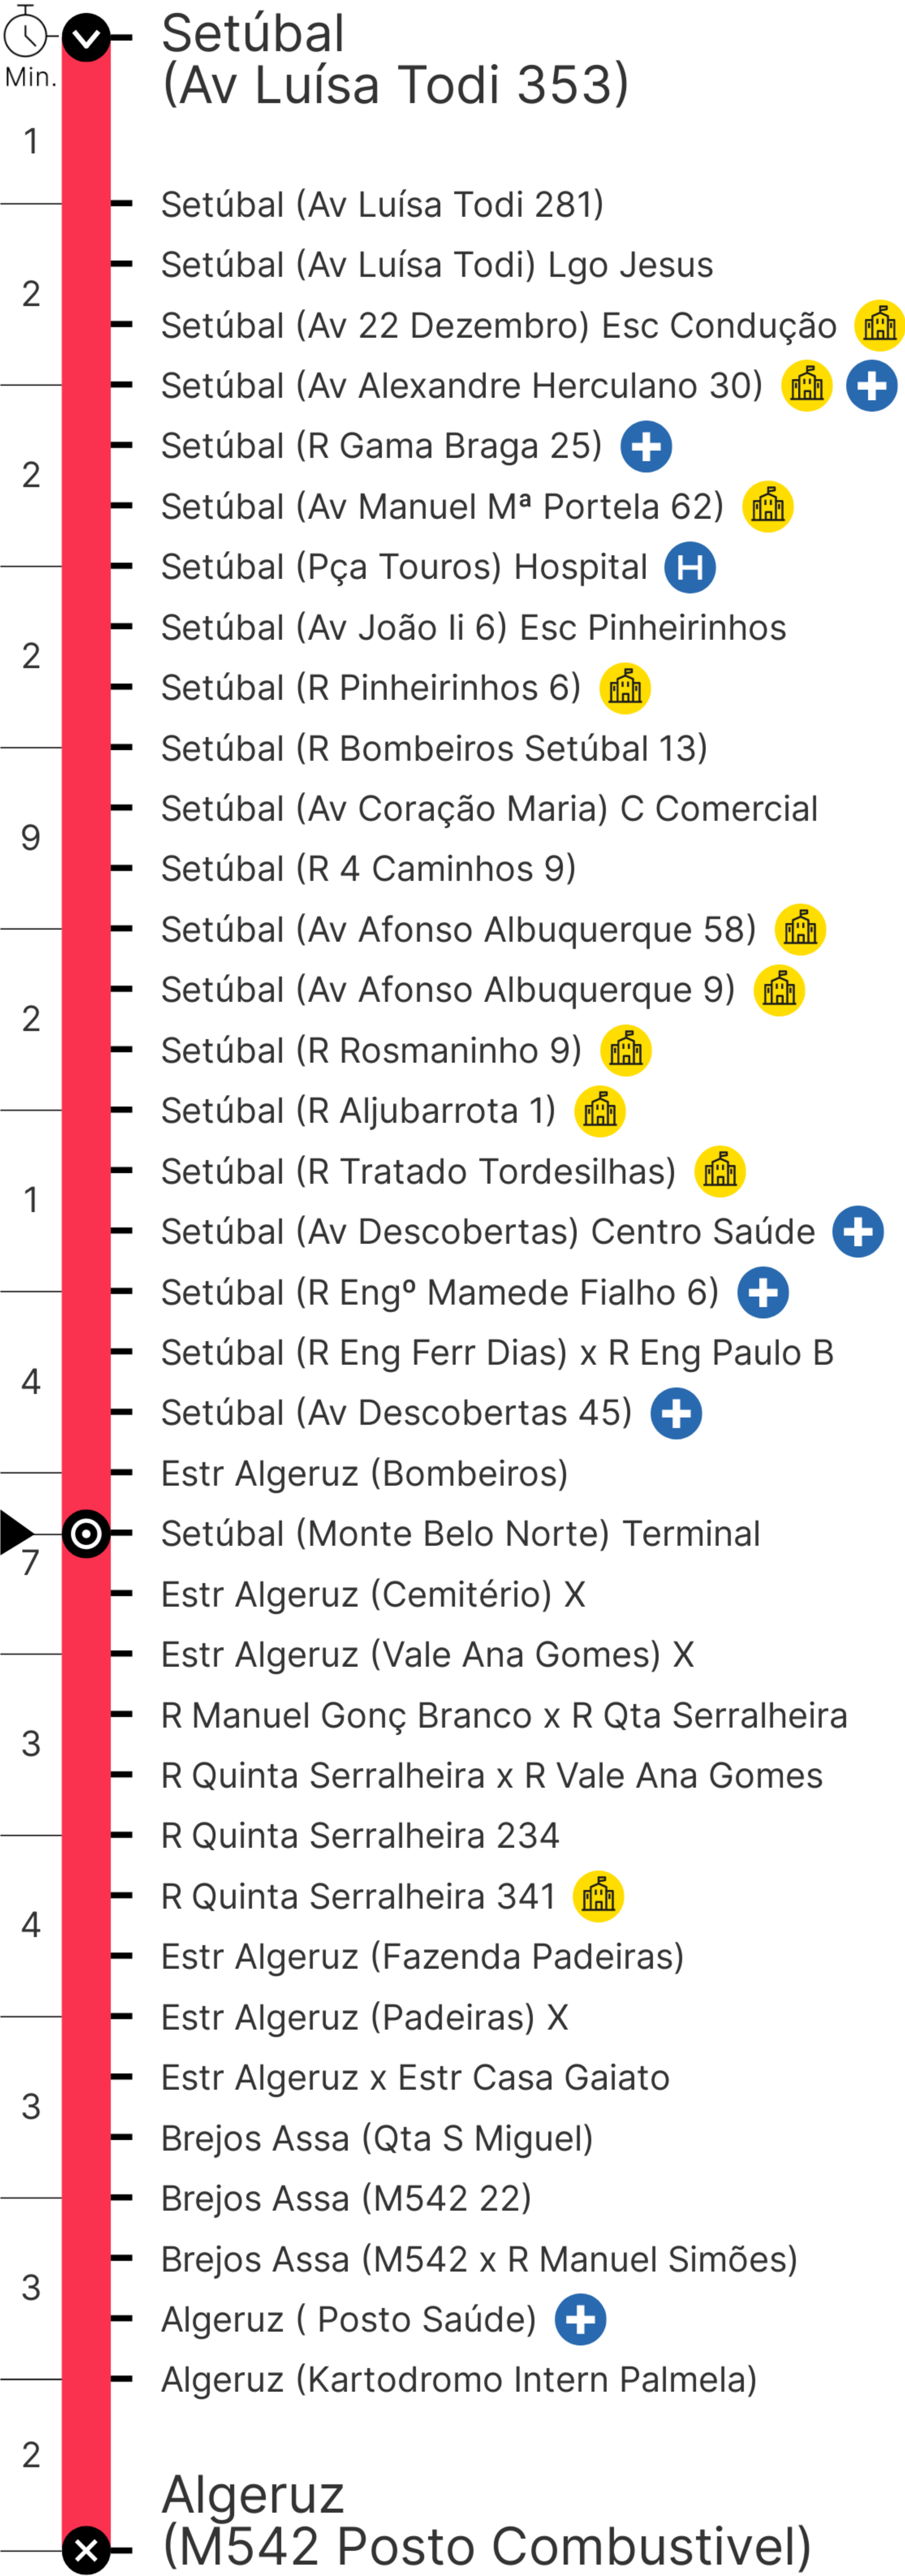 Setúbal
(Av Luísa Todi 353)
Min.
1
Setúbal (Av Luísa Todi 281)
Setúbal (Av Luísa Todi) Lgo Jesus
2
Setúbal (Av 22 Dezembro) Esc Condução
Setúbal (Av Alexandre Herculano 30)
Setúbal (R Gama Braga 25)
2
Setúbal (Av Manuel Mª Portela 62)
Setúbal (Pça Touros) Hospital H
Setúbal (Av João Ii 6) Esc Pinheirinhos
2
Setúbal (R Pinheirinhos 6)
Setúbal (R Bombeiros Setúbal 13)
Setúbal (Av Coração Maria) C Comercial
9
Setúbal (R 4 Caminhos 9)
Setúbal (Av Afonso Albuquerque 58)
Setúbal (Av Afonso Albuquerque 9)
2
Setúbal (R Rosmaninho 9)
Setúbal (R Aljubarrota 1)
Setúbal (R Tratado Tordesilhas)
1
Setúbal (Av Descobertas) Centro Saúde
Setúbal (R Engº Mamede Fialho 6)
Setúbal (R Eng Ferr Dias) x R Eng Paulo B
4
Setúbal (Av Descobertas 45)
Estr Algeruz (Bombeiros)
Setúbal (Monte Belo Norte) Terminal
7
Estr Algeruz (Cemitério) X
Estr Algeruz (Vale Ana Gomes) X
R Manuel Gonç Branco x R Qta Serralheira
3
R Quinta Serralheira x R Vale Ana Gomes
R Quinta Serralheira 234
R Quinta Serralheira 341
4
Estr Algeruz (Fazenda Padeiras)
Estr Algeruz (Padeiras) X
Estr Algeruz x Estr Casa Gaiato
3
Brejos Assa (Qta S Miguel)
Brejos Assa (M542 22)
Brejos Assa (M542 x R Manuel Simões)
3
Algeruz ( Posto Saúde)
Algeruz (Kartodromo Intern Palmela)
2
Algeruz
(M542 Posto Combustivel)